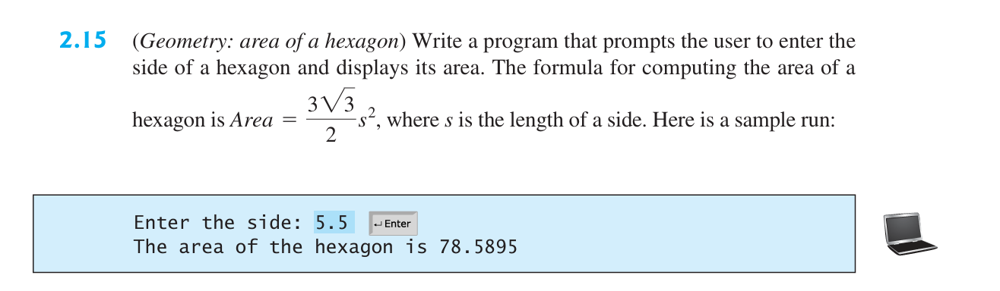 2.15 (Geometry: area of a hexagon) Write a program that prompts the user to enter the
side of a hexagon and displays its area. The formula for computing the area of a
hexagon is Area = 3√3/2 s², where s is the length of a side. Here is a sample run:
Enter the side: 5.5 ↵Enter
The area of the hexagon is 78.5895